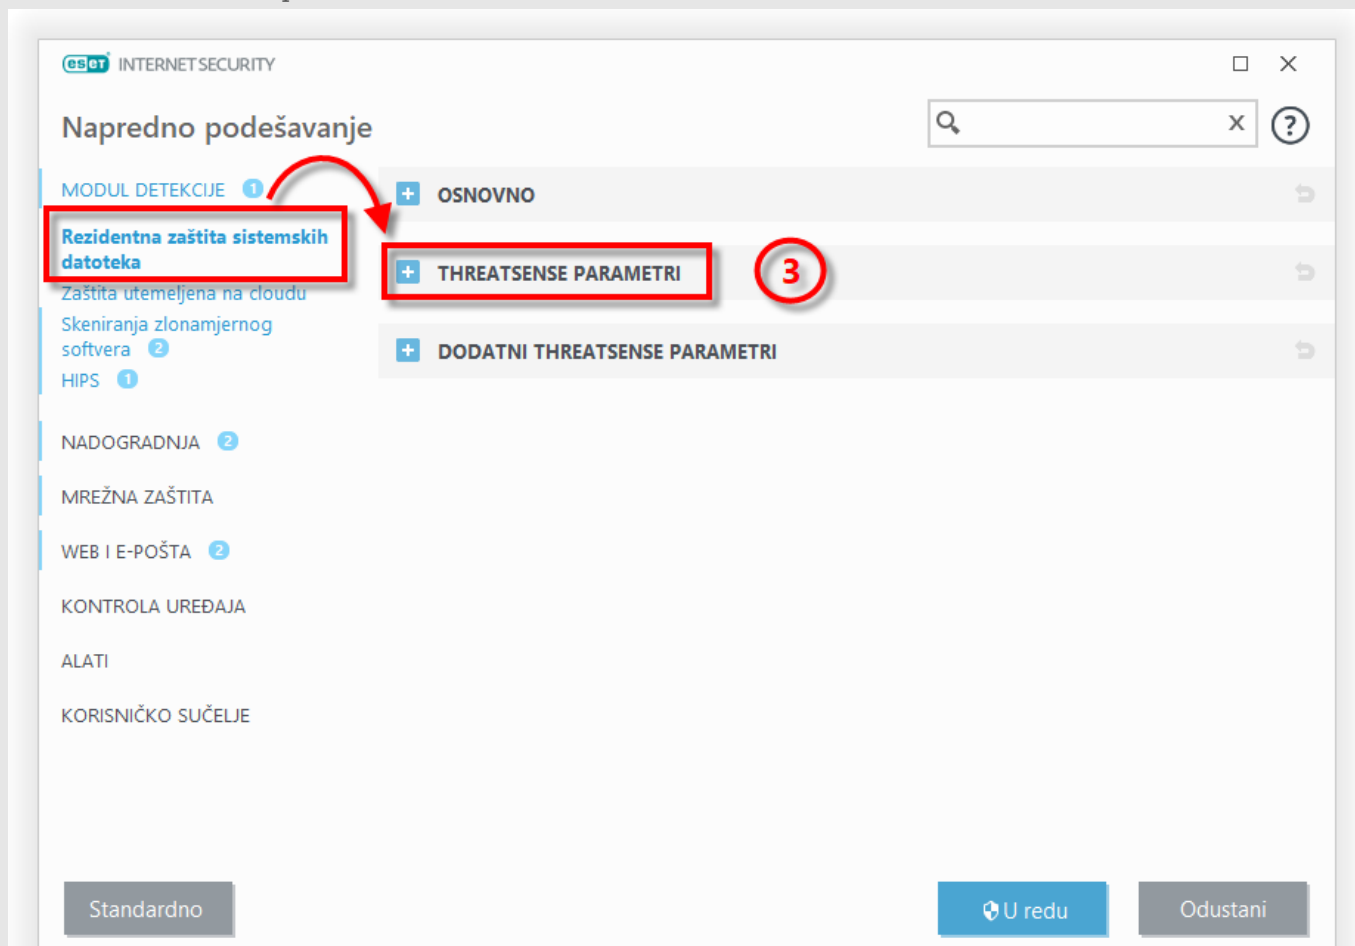 eset INTERNET SECURITY
Napredno podešavanje
x
?
MODUL DETEKCIJE 1
Rezidentna zaštita sistemskih
datoteka
Zaštita utemeljena na cloudu
Skeniranja zlonamjernog
softvera 2
HIPS 1
NADOGRADNJA 2
MREŽNA ZAŠTITA
WEB I E-POŠTA 2
KONTROLA UREĐAJA
ALATI
KORISNIČKO SUČELJE
OSNOVNO
THREATSENSE PARAMETRI
3
DODATNI THREATSENSE PARAMETRI
Standardno
U redu
Odustani